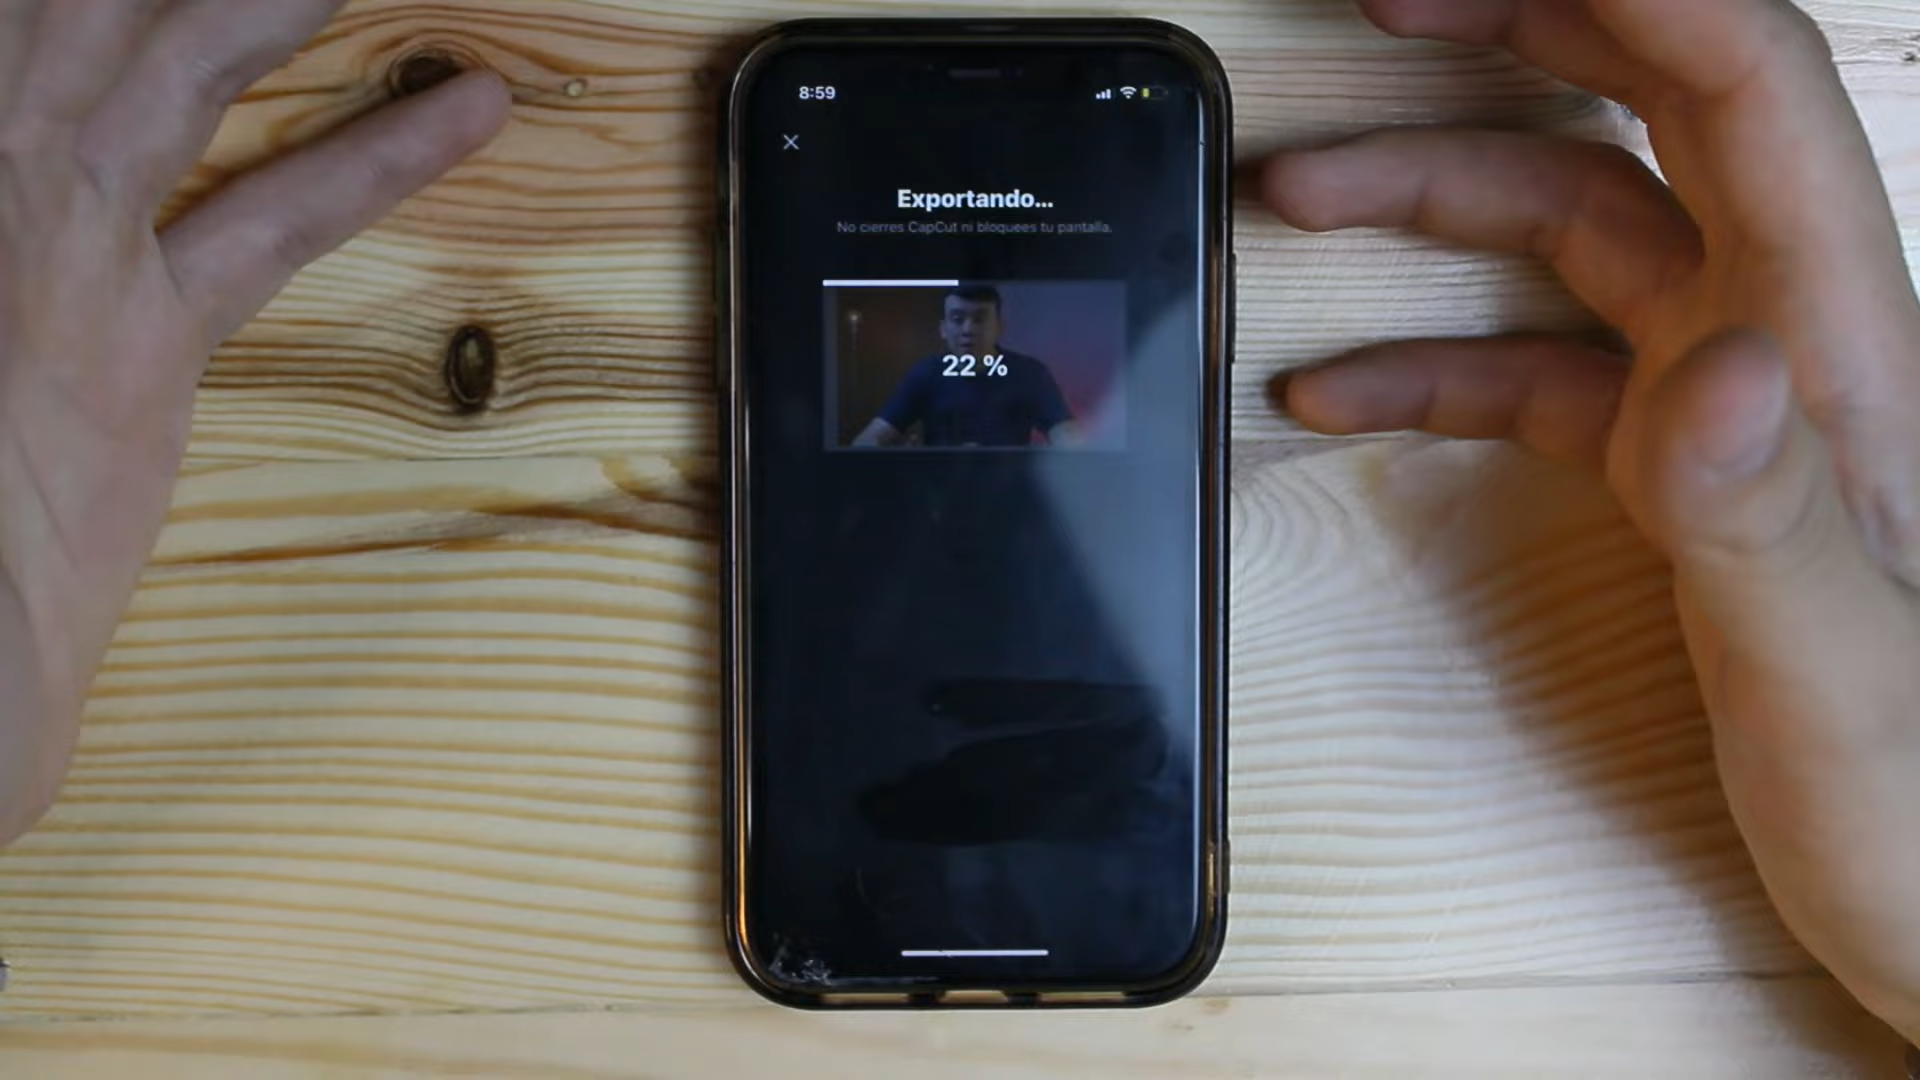 8:59
Exportando...
No cierres CapCut ni bloquees tu pantalla.
22 %